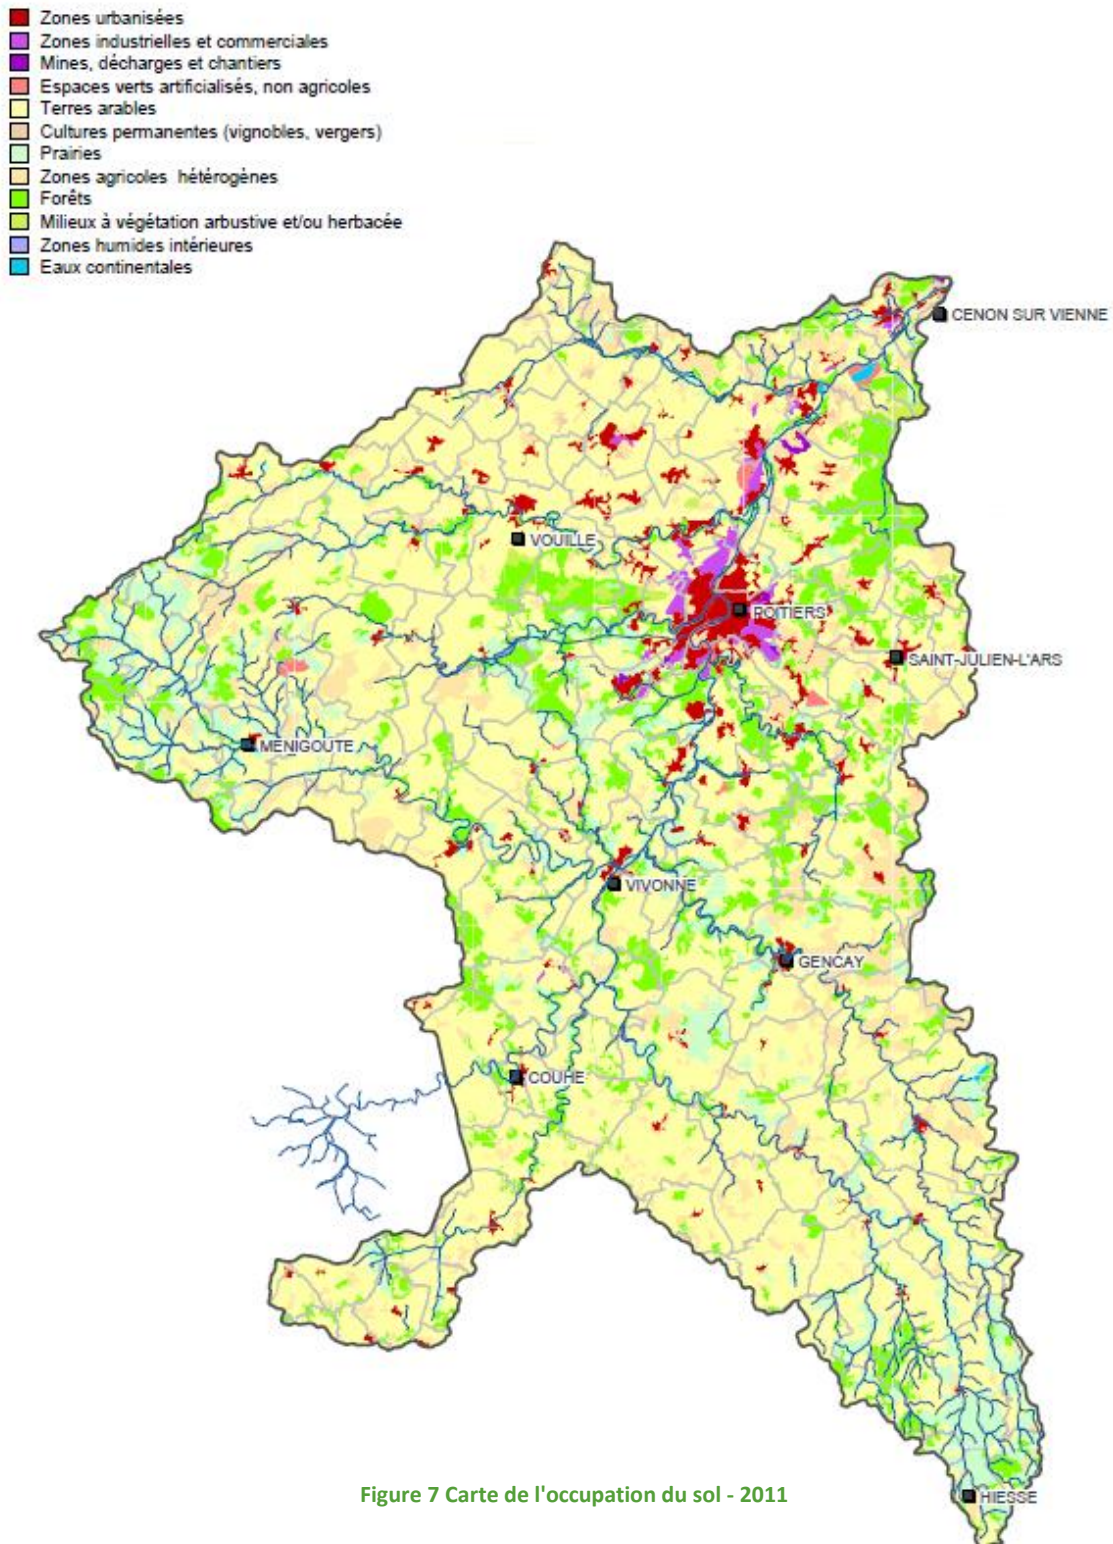 Zones urbanisées
Zones industrielles et commerciales
Mines, décharges et chantiers
Espaces verts artificialisés, non agricoles
Terres arables
Cultures permanentes (vignobles, vergers)
Prairies
Zones agricoles hétérogènes
Forêts
Milieux à végétation arbustive et/ou herbacée
Zones humides intérieures
Eaux continentales
CENON SUR VIENNE
VOUILLE
POITIERS
SAINT-JULIEN-L'ARS
MENIGOUTE
VIVONNE
GENCAY
COUHE
HIESSE
Figure 7 Carte de l'occupation du sol - 2011